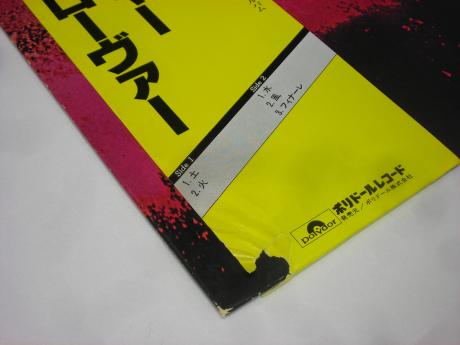 ー
ローヴァー
Side 1
1. 土
2. 火
Side 2
1. 水
2. 風
3. フィナーレ
Polydor
ポリドールレコード
発売元／ポリドール株式会社